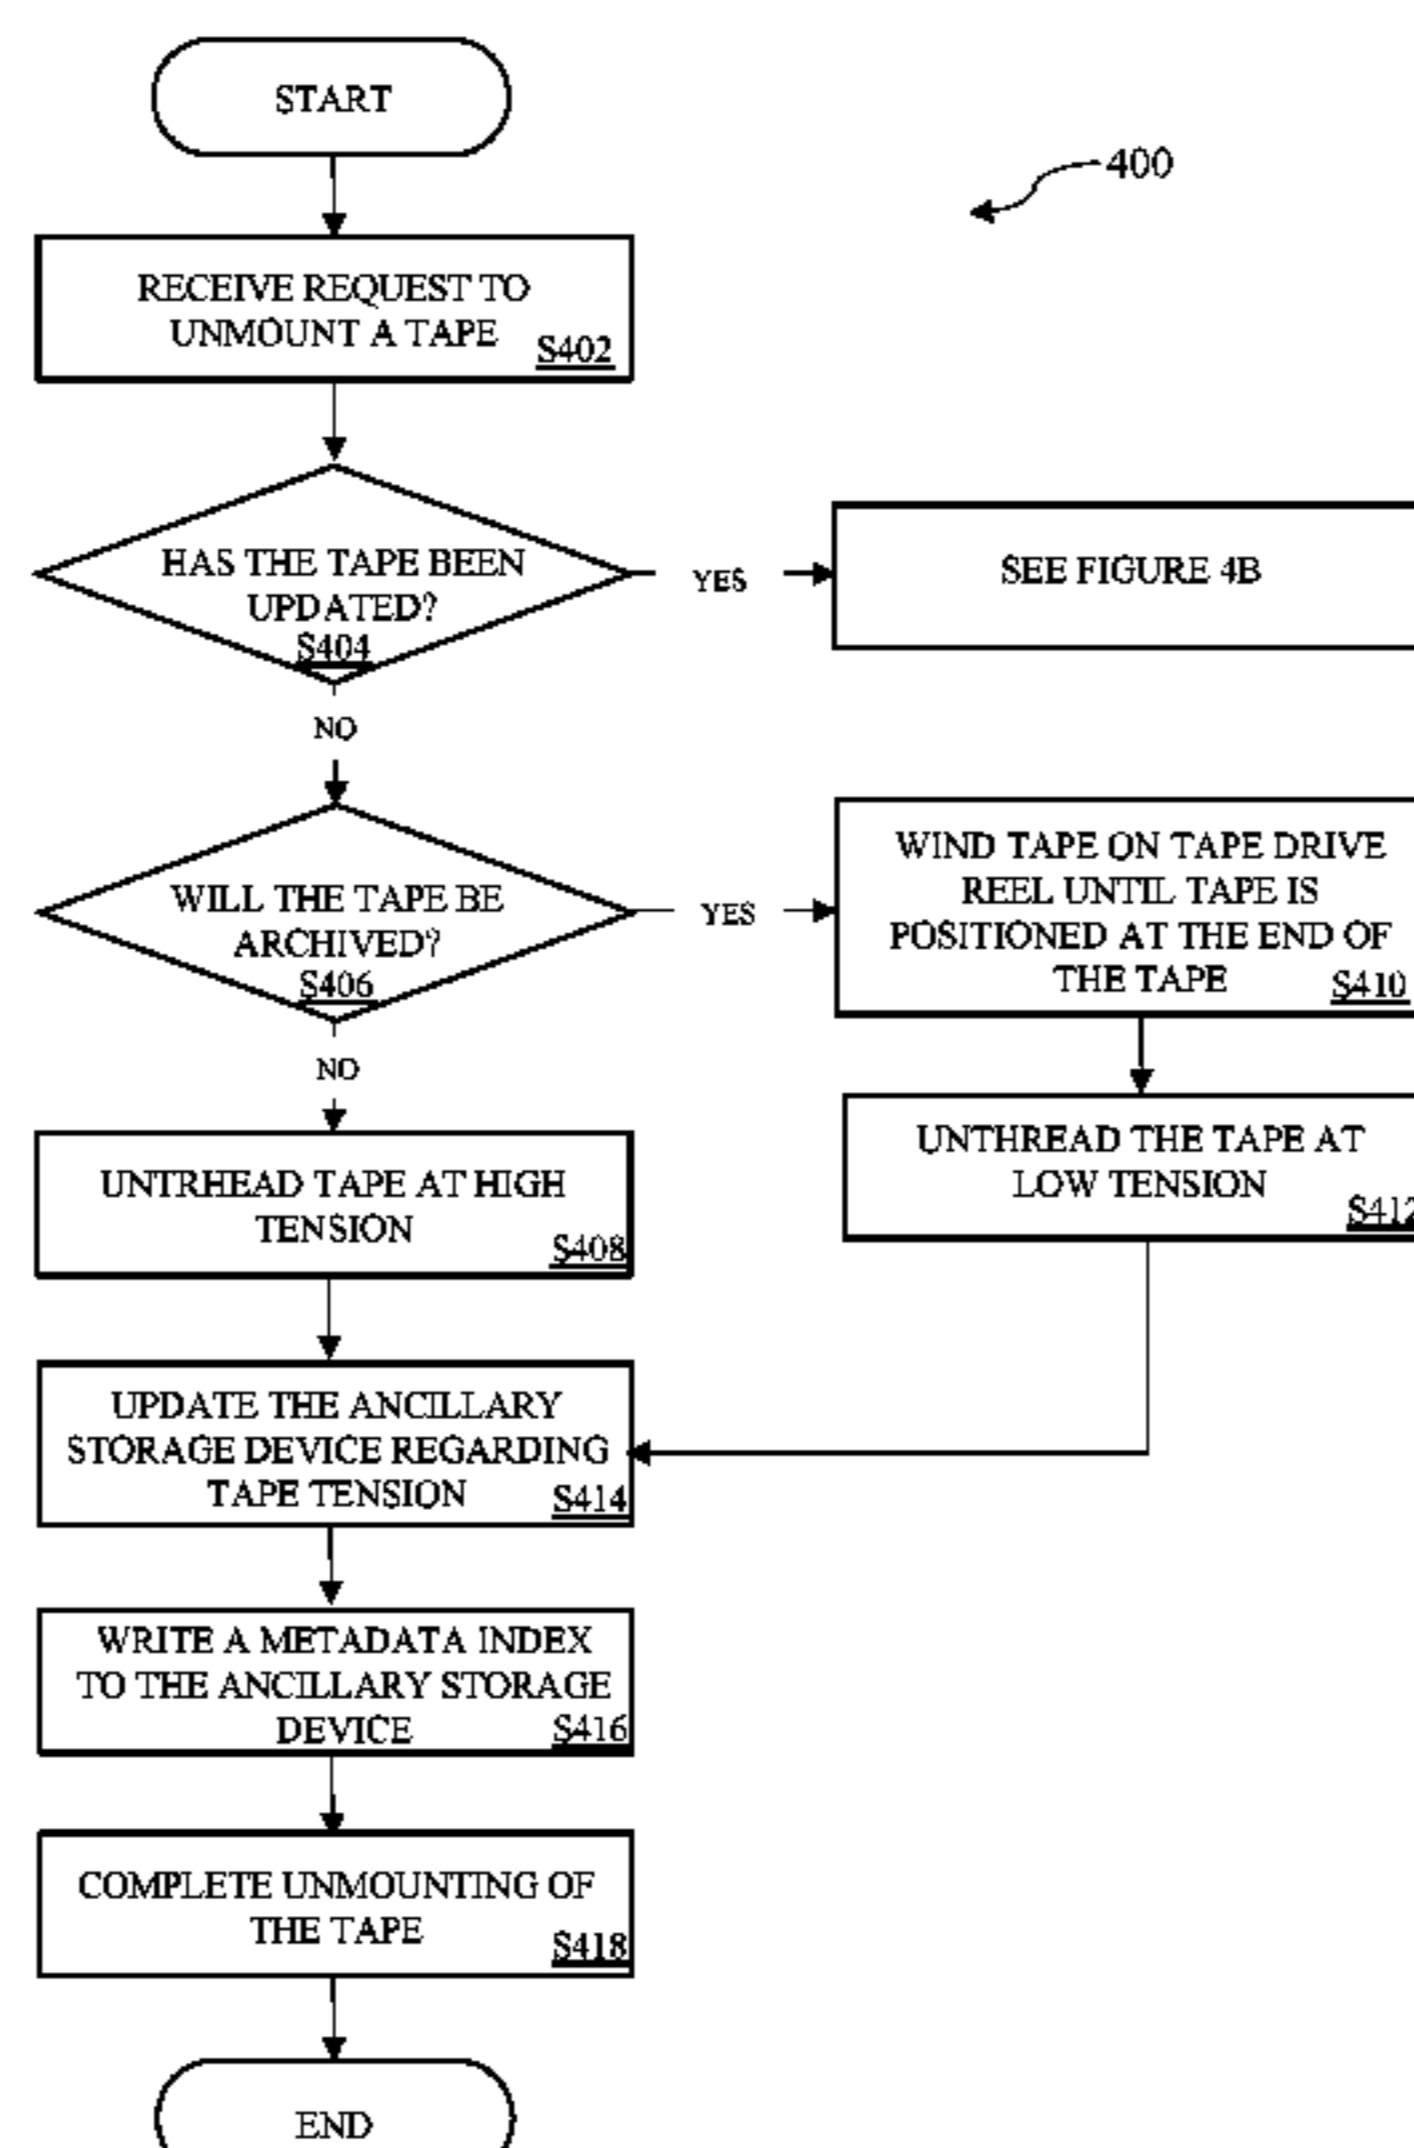 START
400
RECEIVE REQUEST TO
UNMOUNT A TAPE
S402
HAS THE TAPE BEEN
UPDATED?
S404
YES
SEE FIGURE 4B
NO
WILL THE TAPE BE
ARCHIVED?
S406
YES
WIND TAPE ON TAPE DRIVE
REEL UNTIL TAPE IS
POSITIONED AT THE END OF
THE TAPE
S410
NO
UNTRHEAD TAPE AT HIGH
TENSION
S408
UNTHREAD THE TAPE AT
LOW TENSION
S412
UPDATE THE ANCILLARY
STORAGE DEVICE REGARDING
TAPE TENSION
S414
WRITE A METADATA INDEX
TO THE ANCILLARY STORAGE
DEVICE
S416
COMPLETE UNMOUNTING OF
THE TAPE
S418
END